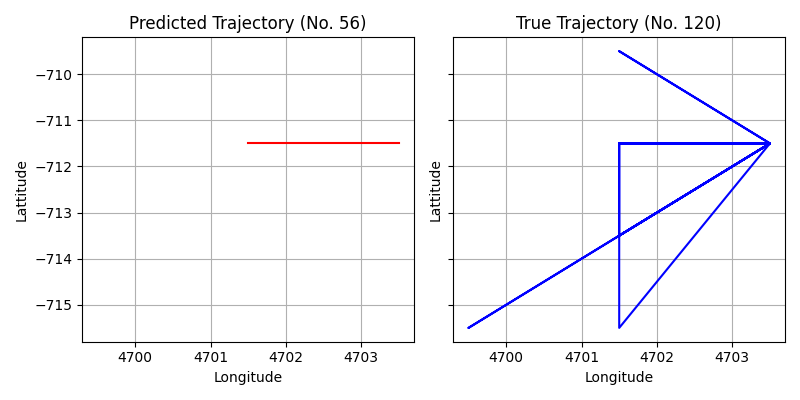 Predicted Trajectory (No. 56)
True Trajectory (No. 120)
−710
−711
−712
−713
−714
−715
Lattitude
Lattitude
4700 4701 4702 4703
4700 4701 4702 4703
Longitude
Longitude